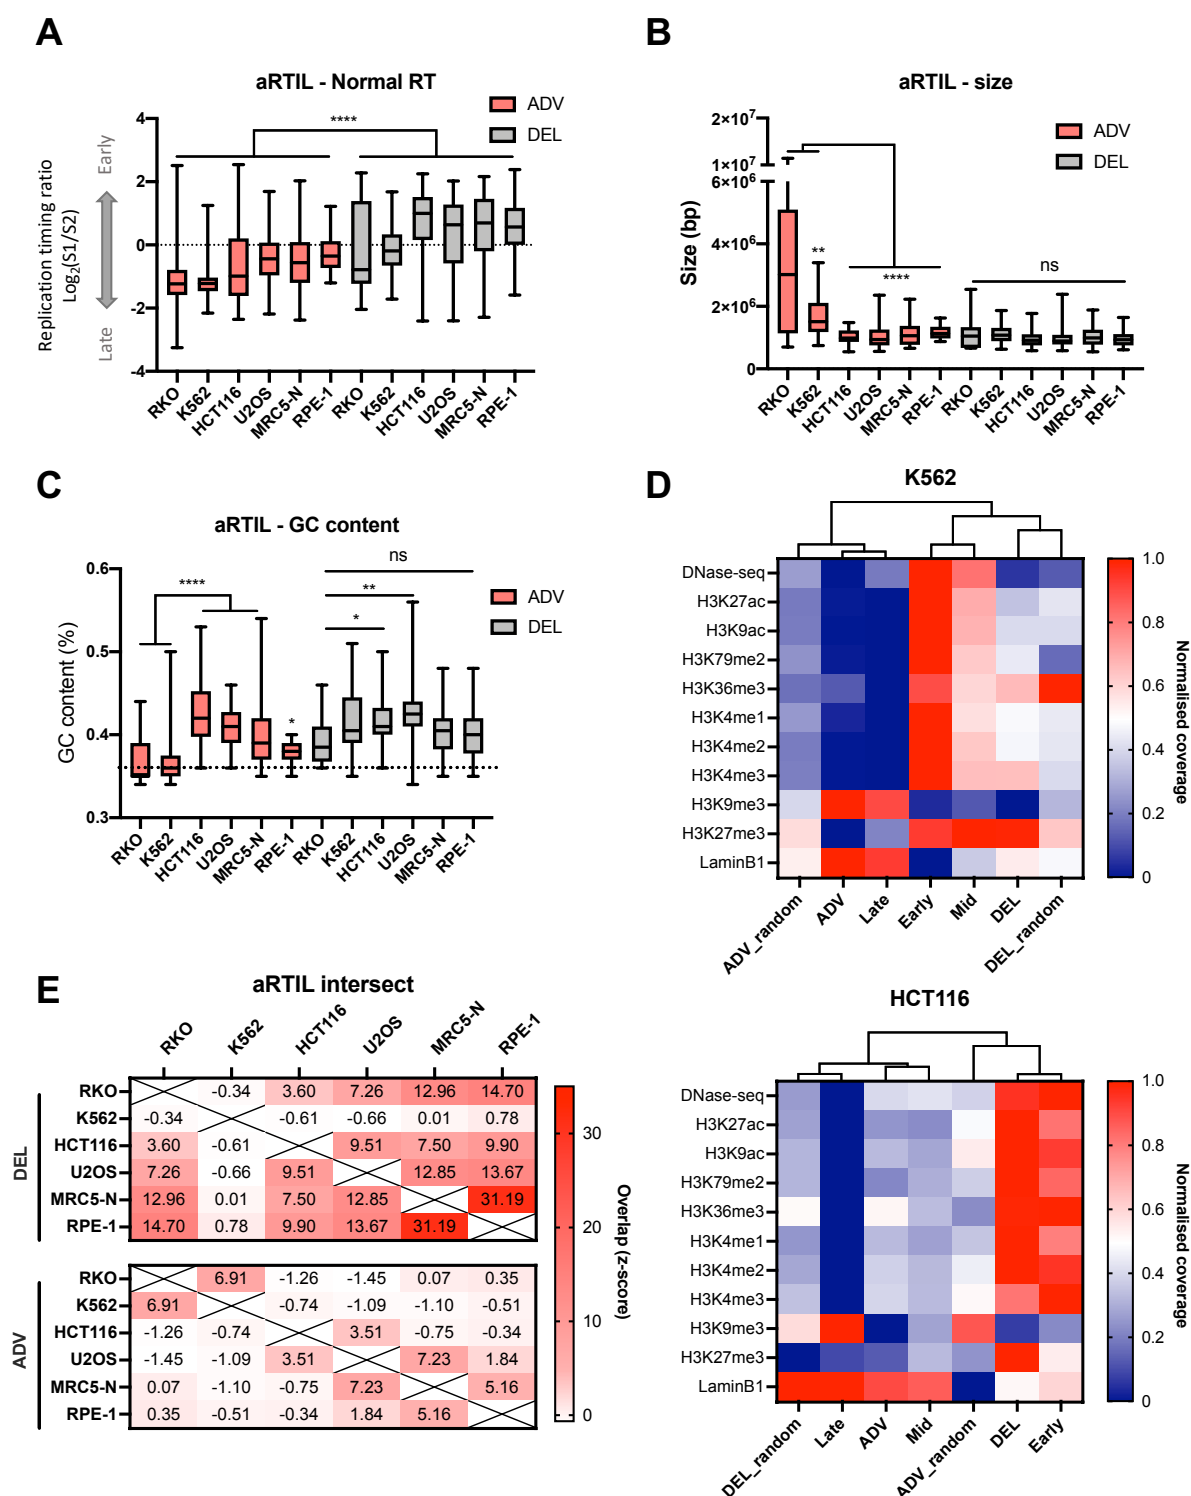 A
aRTIL - Normal RT
ADV
DEL
****
Early
Late
Replication timing ratio
Log2(S1/S2)
4
2
0
-2
-4
RKO
K562
HCT116
U2OS
MRC5-N
RPE-1
RKO
K562
HCT116
U2OS
MRC5-N
RPE-1
B
aRTIL - size
ADV
DEL
Size (bp)
2×10⁷
1×10⁷
6×10⁶
4×10⁶
2×10⁶
0
**
****
ns
RKO
K562
HCT116
U2OS
MRC5-N
RPE-1
RKO
K562
HCT116
U2OS
MRC5-N
RPE-1
C
aRTIL - GC content
ADV
DEL
GC content (%)
0.6
0.5
0.4
0.3
****
*
*
**
ns
RKO
K562
HCT116
U2OS
MRC5-N
RPE-1
RKO
K562
HCT116
U2OS
MRC5-N
RPE-1
D
K562
DNase-seq
H3K27ac
H3K9ac
H3K79me2
H3K36me3
H3K4me1
H3K4me2
H3K4me3
H3K9me3
H3K27me3
LaminB1
ADV_random
ADV
Late
Early
Mid
DEL
DEL_random
1.0
0.8
0.6
0.4
0.2
0
Normalised coverage
HCT116
DNase-seq
H3K27ac
H3K9ac
H3K79me2
H3K36me3
H3K4me1
H3K4me2
H3K4me3
H3K9me3
H3K27me3
LaminB1
DEL_random
Late
ADV
Mid
ADV_random
DEL
Early
1.0
0.8
0.6
0.4
0.2
0
Normalised coverage
E
aRTIL intersect
RKO K562 HCT116 U2OS MRC5-N RPE-1
DEL
RKO -0.34 3.60 7.26 12.96 14.70
K562 -0.34 -0.61 -0.66 0.01 0.78
HCT116 3.60 -0.61 9.51 7.50 9.90
U2OS 7.26 -0.66 9.51 12.85 13.67
MRC5-N 12.96 0.01 7.50 12.85 31.19
RPE-1 14.70 0.78 9.90 13.67 31.19
ADV
RKO 6.91 -1.26 -1.45 0.07 0.35
K562 6.91 -0.74 -1.09 -1.10 -0.51
HCT116 -1.26 -0.74 3.51 -0.75 -0.34
U2OS -1.45 -1.09 3.51 7.23 1.84
MRC5-N 0.07 -1.10 -0.75 7.23 5.16
RPE-1 0.35 -0.51 -0.34 1.84 5.16
30
20
10
0
Overlap (z-score)